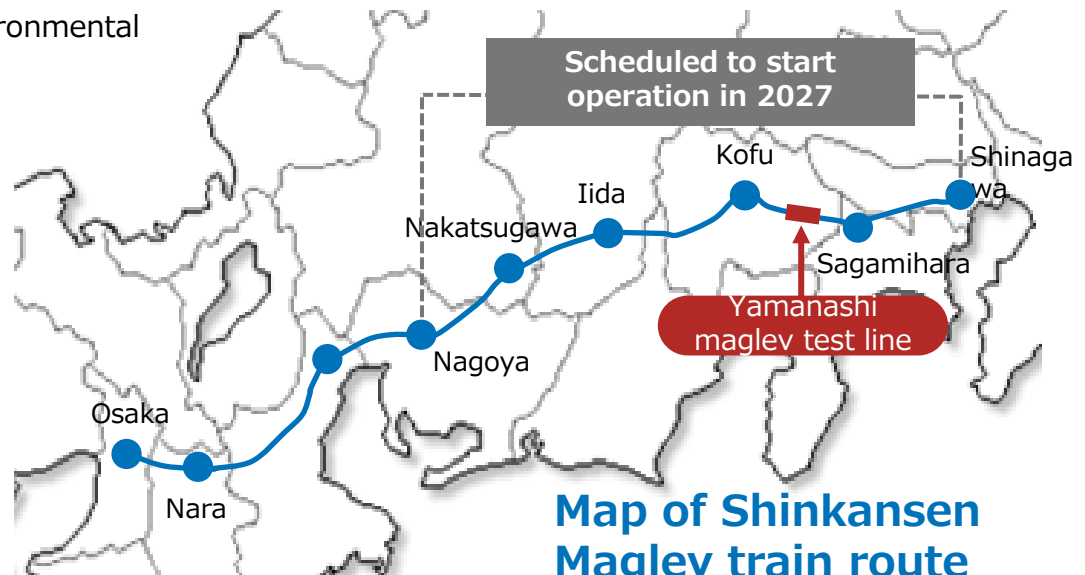 ronmental
Scheduled to start
operation in 2027
Kofu
Shinaga
wa
Iida
Nakatsugawa
Sagamihara
Yamanashi
maglev test line
Nagoya
Osaka
Nara
Map of Shinkansen
Maglev train route